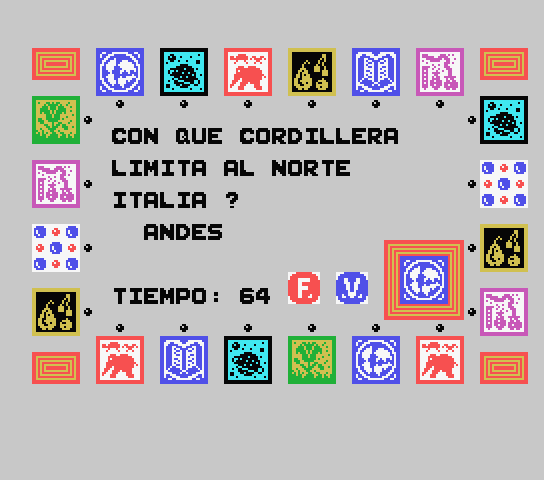 CON QUE CORDILLERA
LIMITA AL NORTE
ITALIA ?
ANDES
TIEMPO: 64 F V